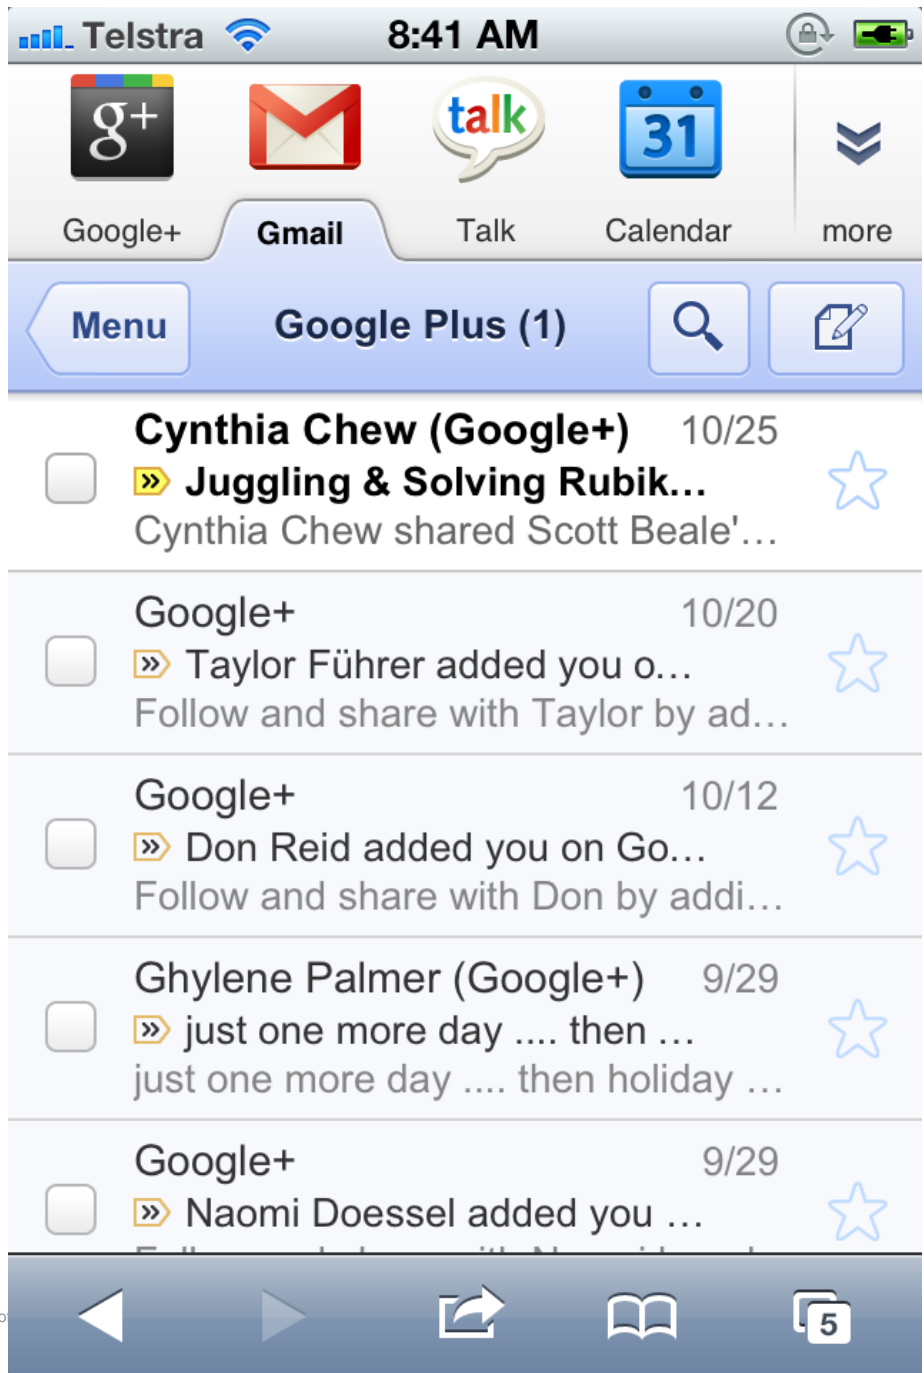 Telstra 8:41 AM
g+ talk 31
Google+ Gmail Talk Calendar more
Menu Google Plus (1)
Cynthia Chew (Google+) 10/25
Juggling & Solving Rubik...
Cynthia Chew shared Scott Beale'...
Google+ 10/20
Taylor Führer added you o...
Follow and share with Taylor by ad...
Google+ 10/12
Don Reid added you on Go...
Follow and share with Don by addi...
Ghylene Palmer (Google+) 9/29
just one more day .... then ...
just one more day .... then holiday ...
Google+ 9/29
Naomi Doessel added you ...
5